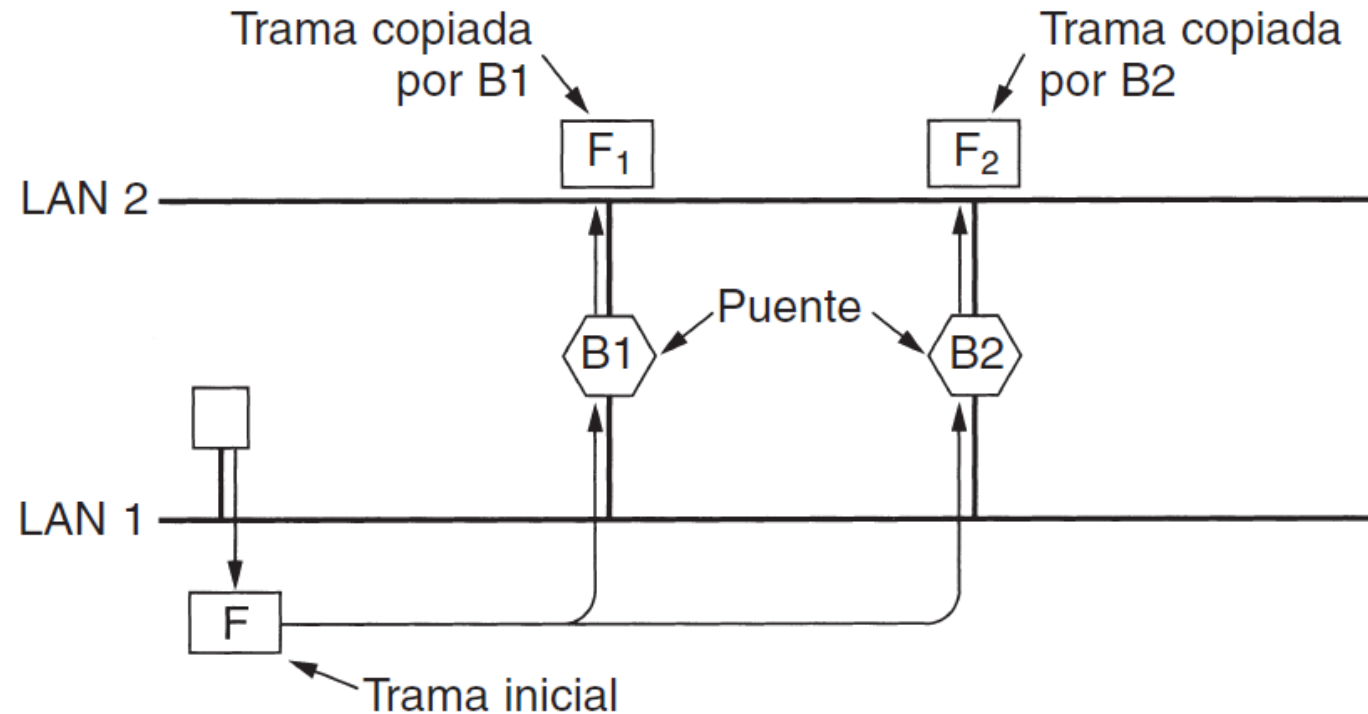 Trama copiada
por B1
Trama copiada
por B2
F₁
F₂
LAN 2
Puente
B1
B2
LAN 1
F
Trama inicial